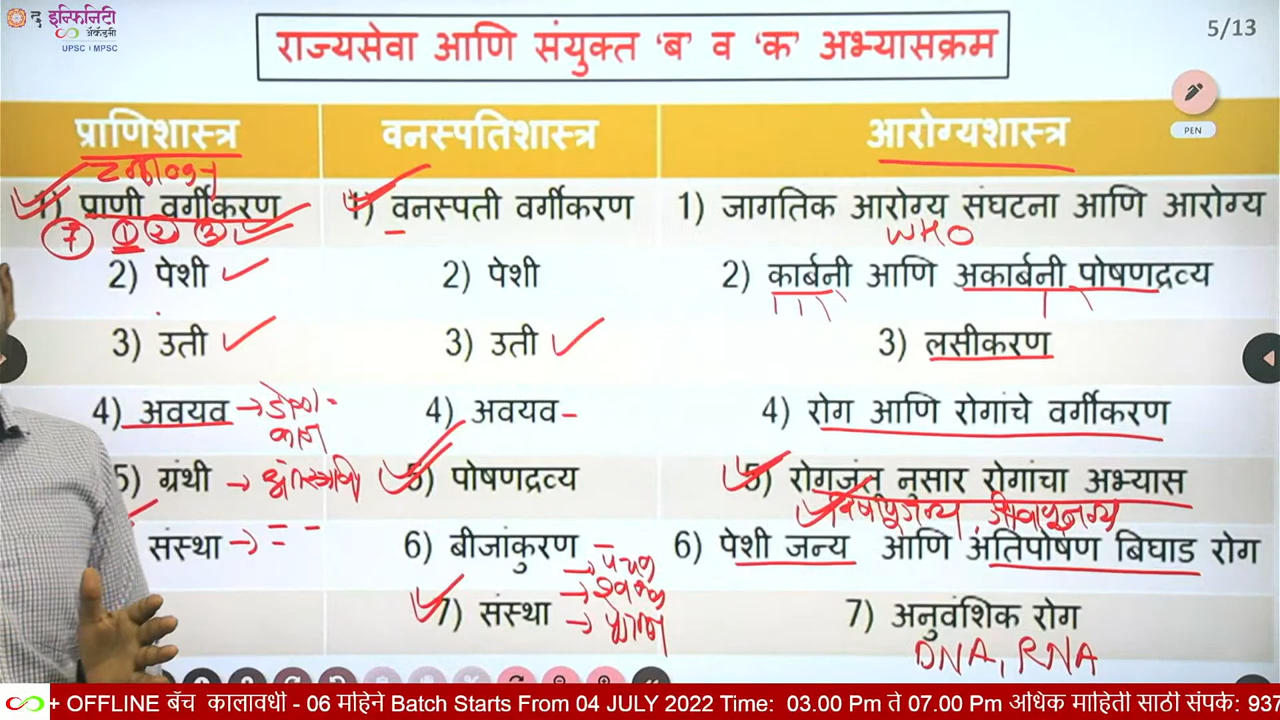 द इन्फिनिटी
अ‍ॅकॅडमी
UPSC । MPSC
राज्यसेवा आणि संयुक्त ‘ब’ व ‘क’ अभ्यासक्रम
5/13
PEN
प्राणिशास्त्र वनस्पतिशास्त्र आरोग्यशास्त्र
1) प्राणी वर्गीकरण 1) वनस्पती वर्गीकरण 1) जागतिक आरोग्य संघटना आणि आरोग्य
7 1 2 3 WHO
2) पेशी 2) पेशी 2) कार्बनी आणि अकार्बनी पोषणद्रव्य
3) उती 3) उती 3) लसीकरण
4) अवयव 4) अवयव 4) रोग आणि रोगांचे वर्गीकरण
5) ग्रंथी 5) पोषणद्रव्य 5) रोगजंतू नुसार रोगांचा अभ्यास
संस्था 6) बीजांकुरण 6) पेशी जन्य आणि अतिपोषण बिघाड रोग
7) संस्था 7) अनुवंशिक रोग
DNA, RNA
+ OFFLINE बॅच कालावधी - 06 महिने Batch Starts From 04 JULY 2022 Time: 03.00 Pm ते 07.00 Pm अधिक माहिती साठी संपर्क: 937